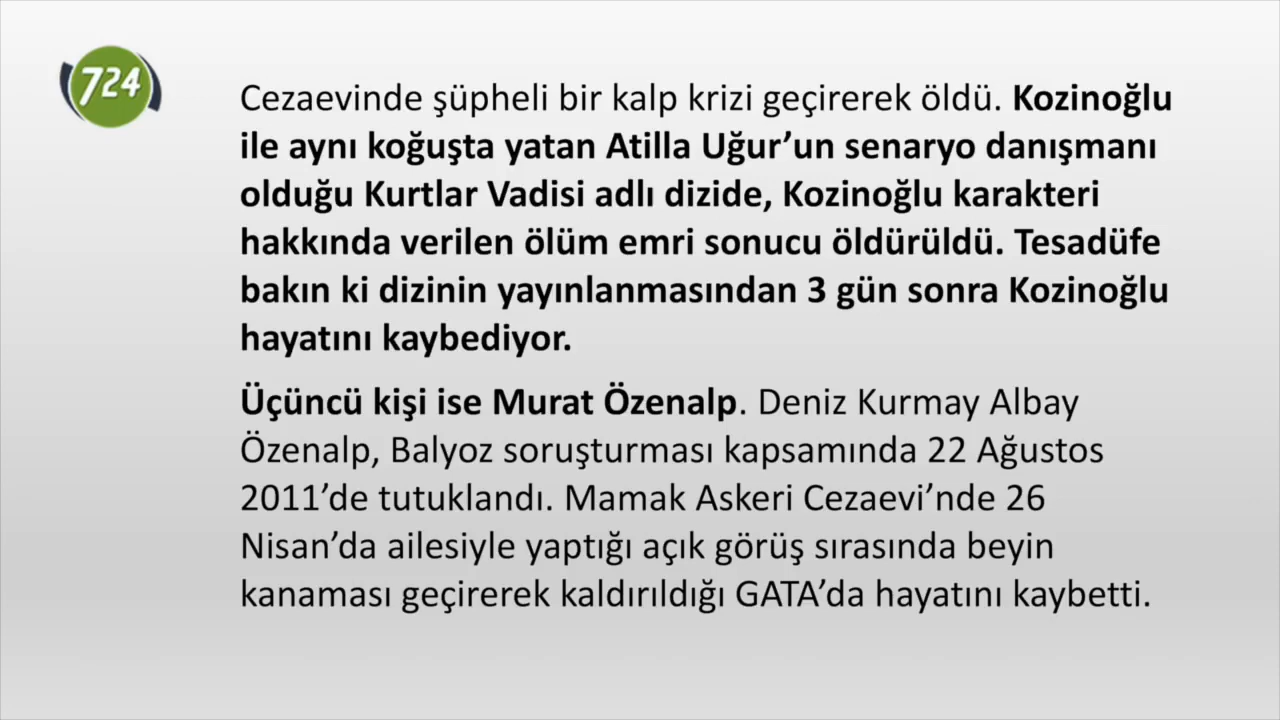 724
Cezaevinde şüpheli bir kalp krizi geçirerek öldü. Kozinoğlu
ile aynı koğuşta yatan Atilla Uğur’un senaryo danışmanı
olduğu Kurtlar Vadisi adlı dizide, Kozinoğlu karakteri
hakkında verilen ölüm emri sonucu öldürüldü. Tesadüfe
bakın ki dizinin yayınlanmasından 3 gün sonra Kozinoğlu
hayatını kaybediyor.
Üçüncü kişi ise Murat Özenalp. Deniz Kurmay Albay
Özenalp, Balyoz soruşturması kapsamında 22 Ağustos
2011’de tutuklandı. Mamak Askeri Cezaevi’nde 26
Nisan’da ailesiyle yaptığı açık görüş sırasında beyin
kanaması geçirerek kaldırıldığı GATA’da hayatını kaybetti.